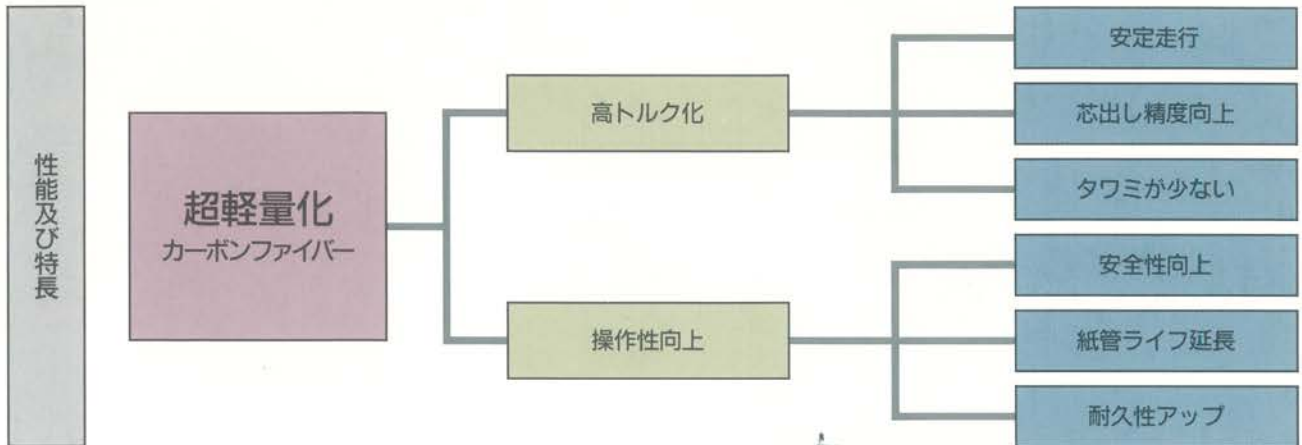 性能及び特長
超軽量化
カーボンファイバー
高トルク化
操作性向上
安定走行
芯出し精度向上
タワミが少ない
安全性向上
紙管ライフ延長
耐久性アップ